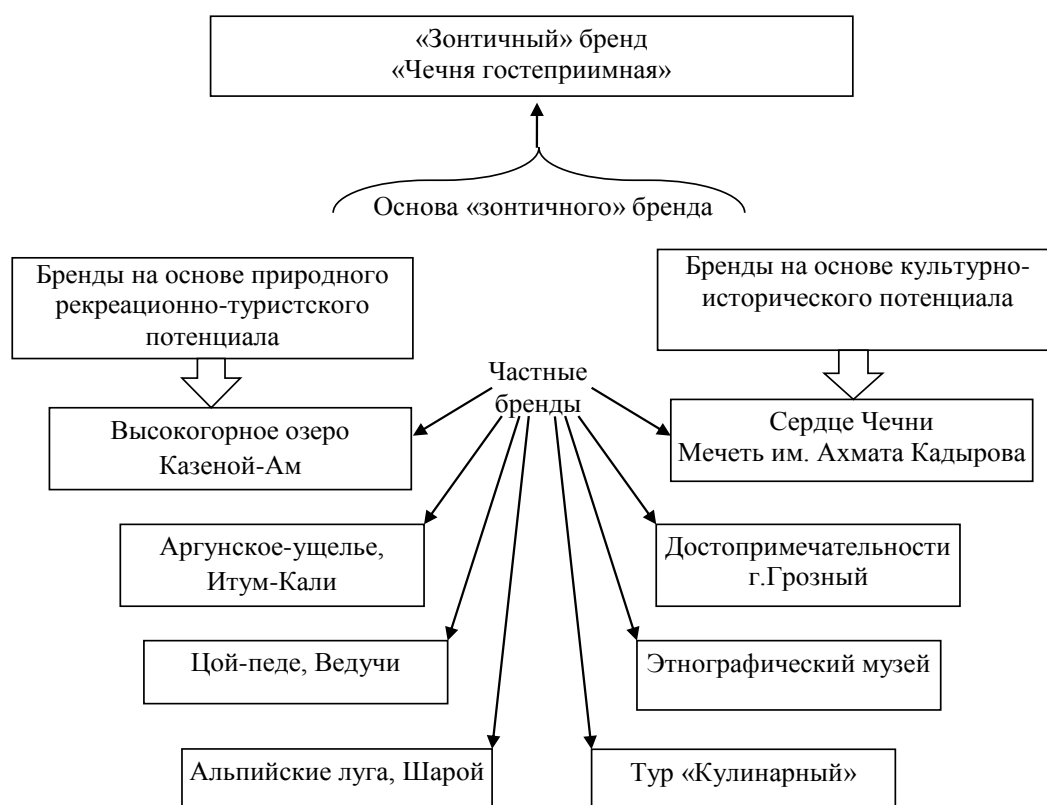 «Зонтичный» бренд
«Чечня гостеприимная»
Основа «зонтичного» бренда
Бренды на основе природного
рекреационно-туристского
потенциала
Бренды на основе культурно-
исторического потенциала
Частные
бренды
Высокогорное озеро
Казеной-Ам
Сердце Чечни
Мечеть им. Ахмата Кадырова
Аргунское-ущелье,
Итум-Кали
Достопримечательности
г.Грозный
Цой-педе, Ведучи
Этнографический музей
Альпийские луга, Шарой
Тур «Кулинарный»